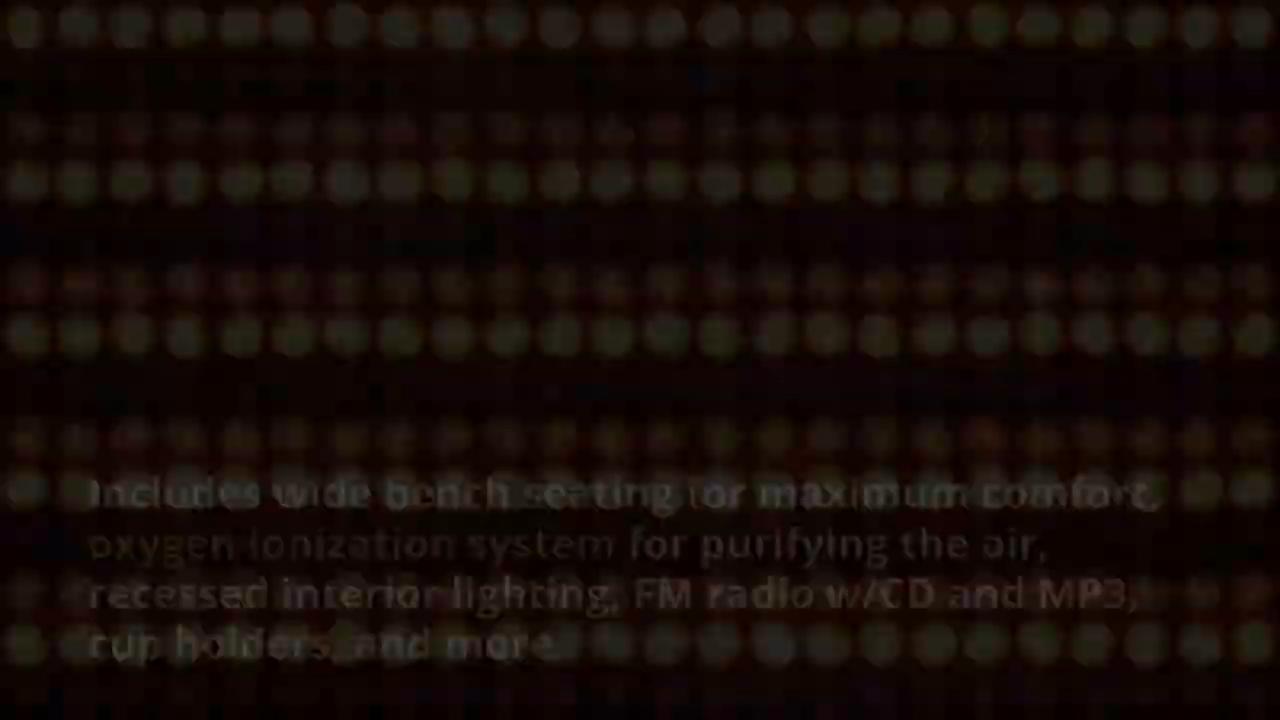 Includes wide bench seating for maximum comfort,
oxygen ionization system for purifying the air,
recessed interior lighting, FM radio w/CD and MP3,
cup holders, and more.